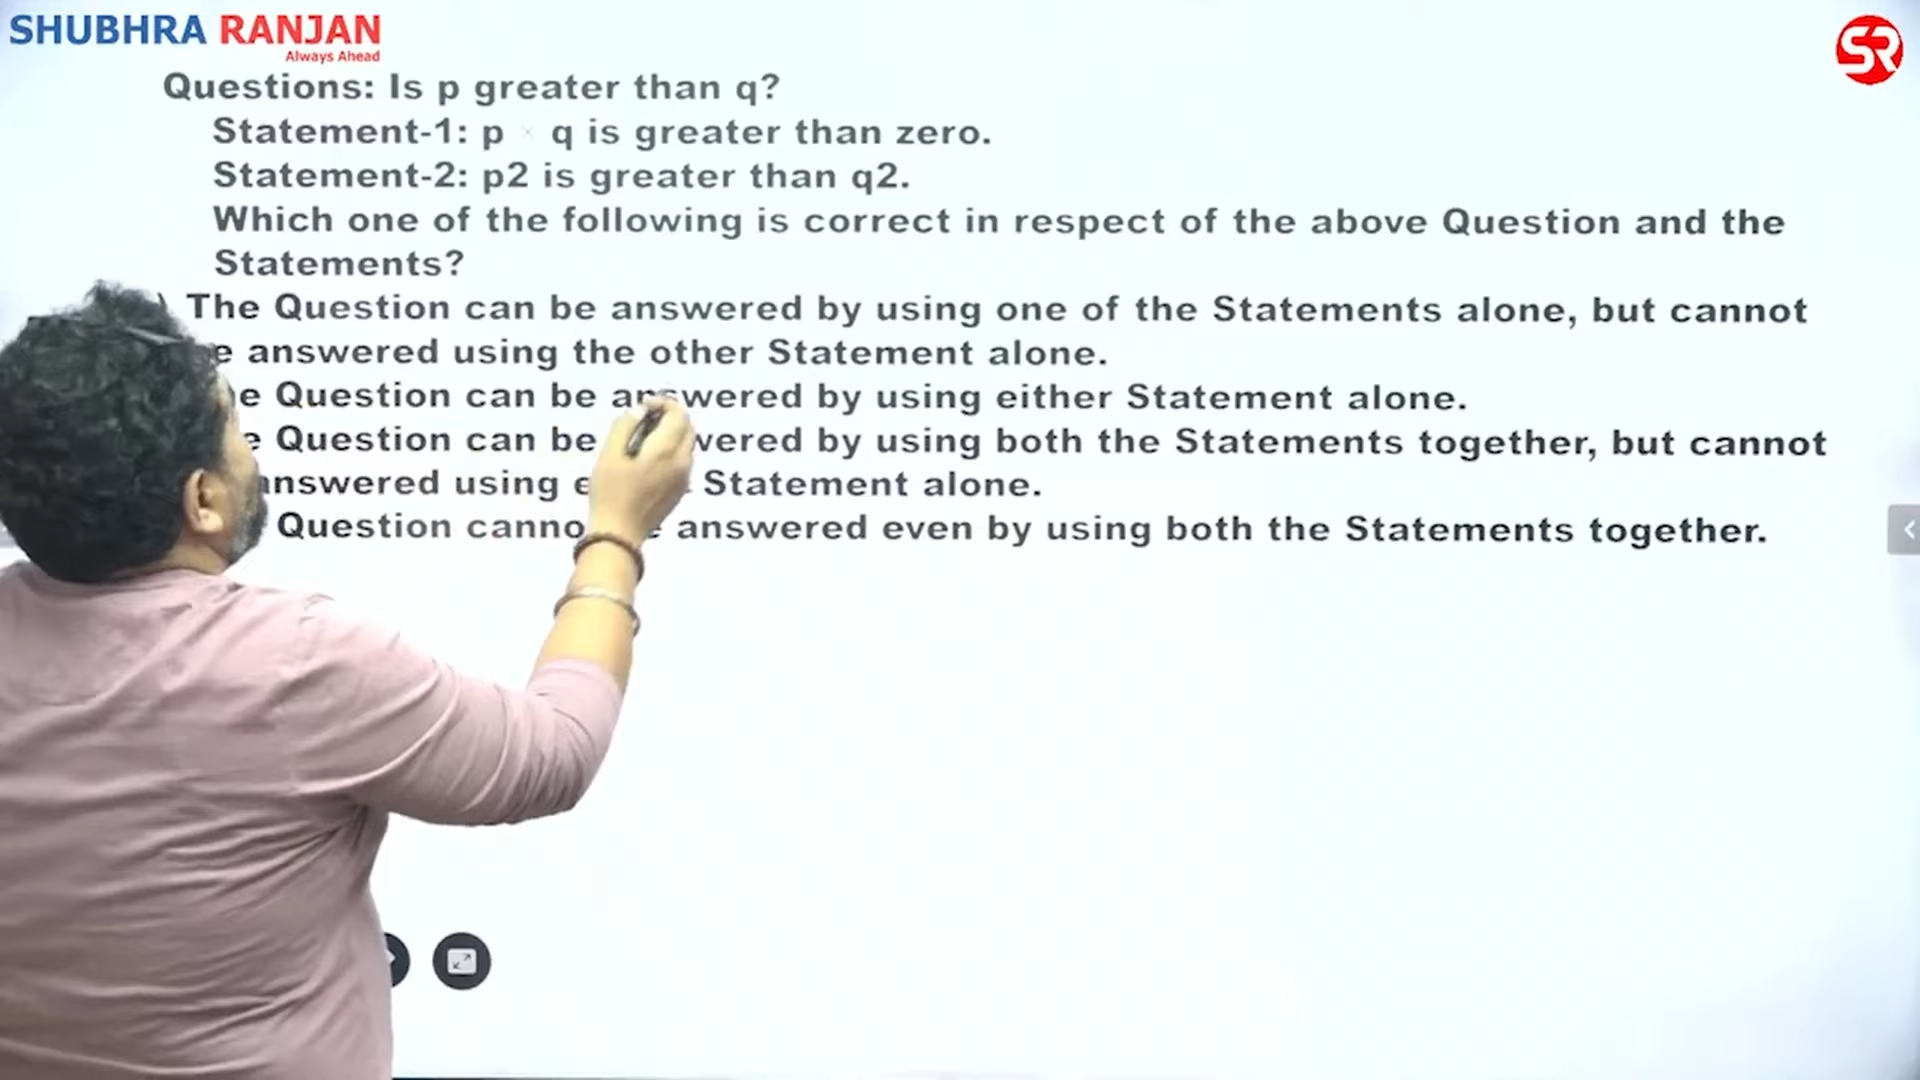 SHUBHRA RANJAN
Always Ahead
SR
Questions: Is p greater than q?
Statement-1: p × q is greater than zero.
Statement-2: p2 is greater than q2.
Which one of the following is correct in respect of the above Question and the
Statements?
The Question can be answered by using one of the Statements alone, but cannot
answered using the other Statement alone.
Question can be answered by using either Statement alone.
Question can be by using both the Statements together, but cannot
answered using Statement alone.
Question answered even by using both the Statements together.